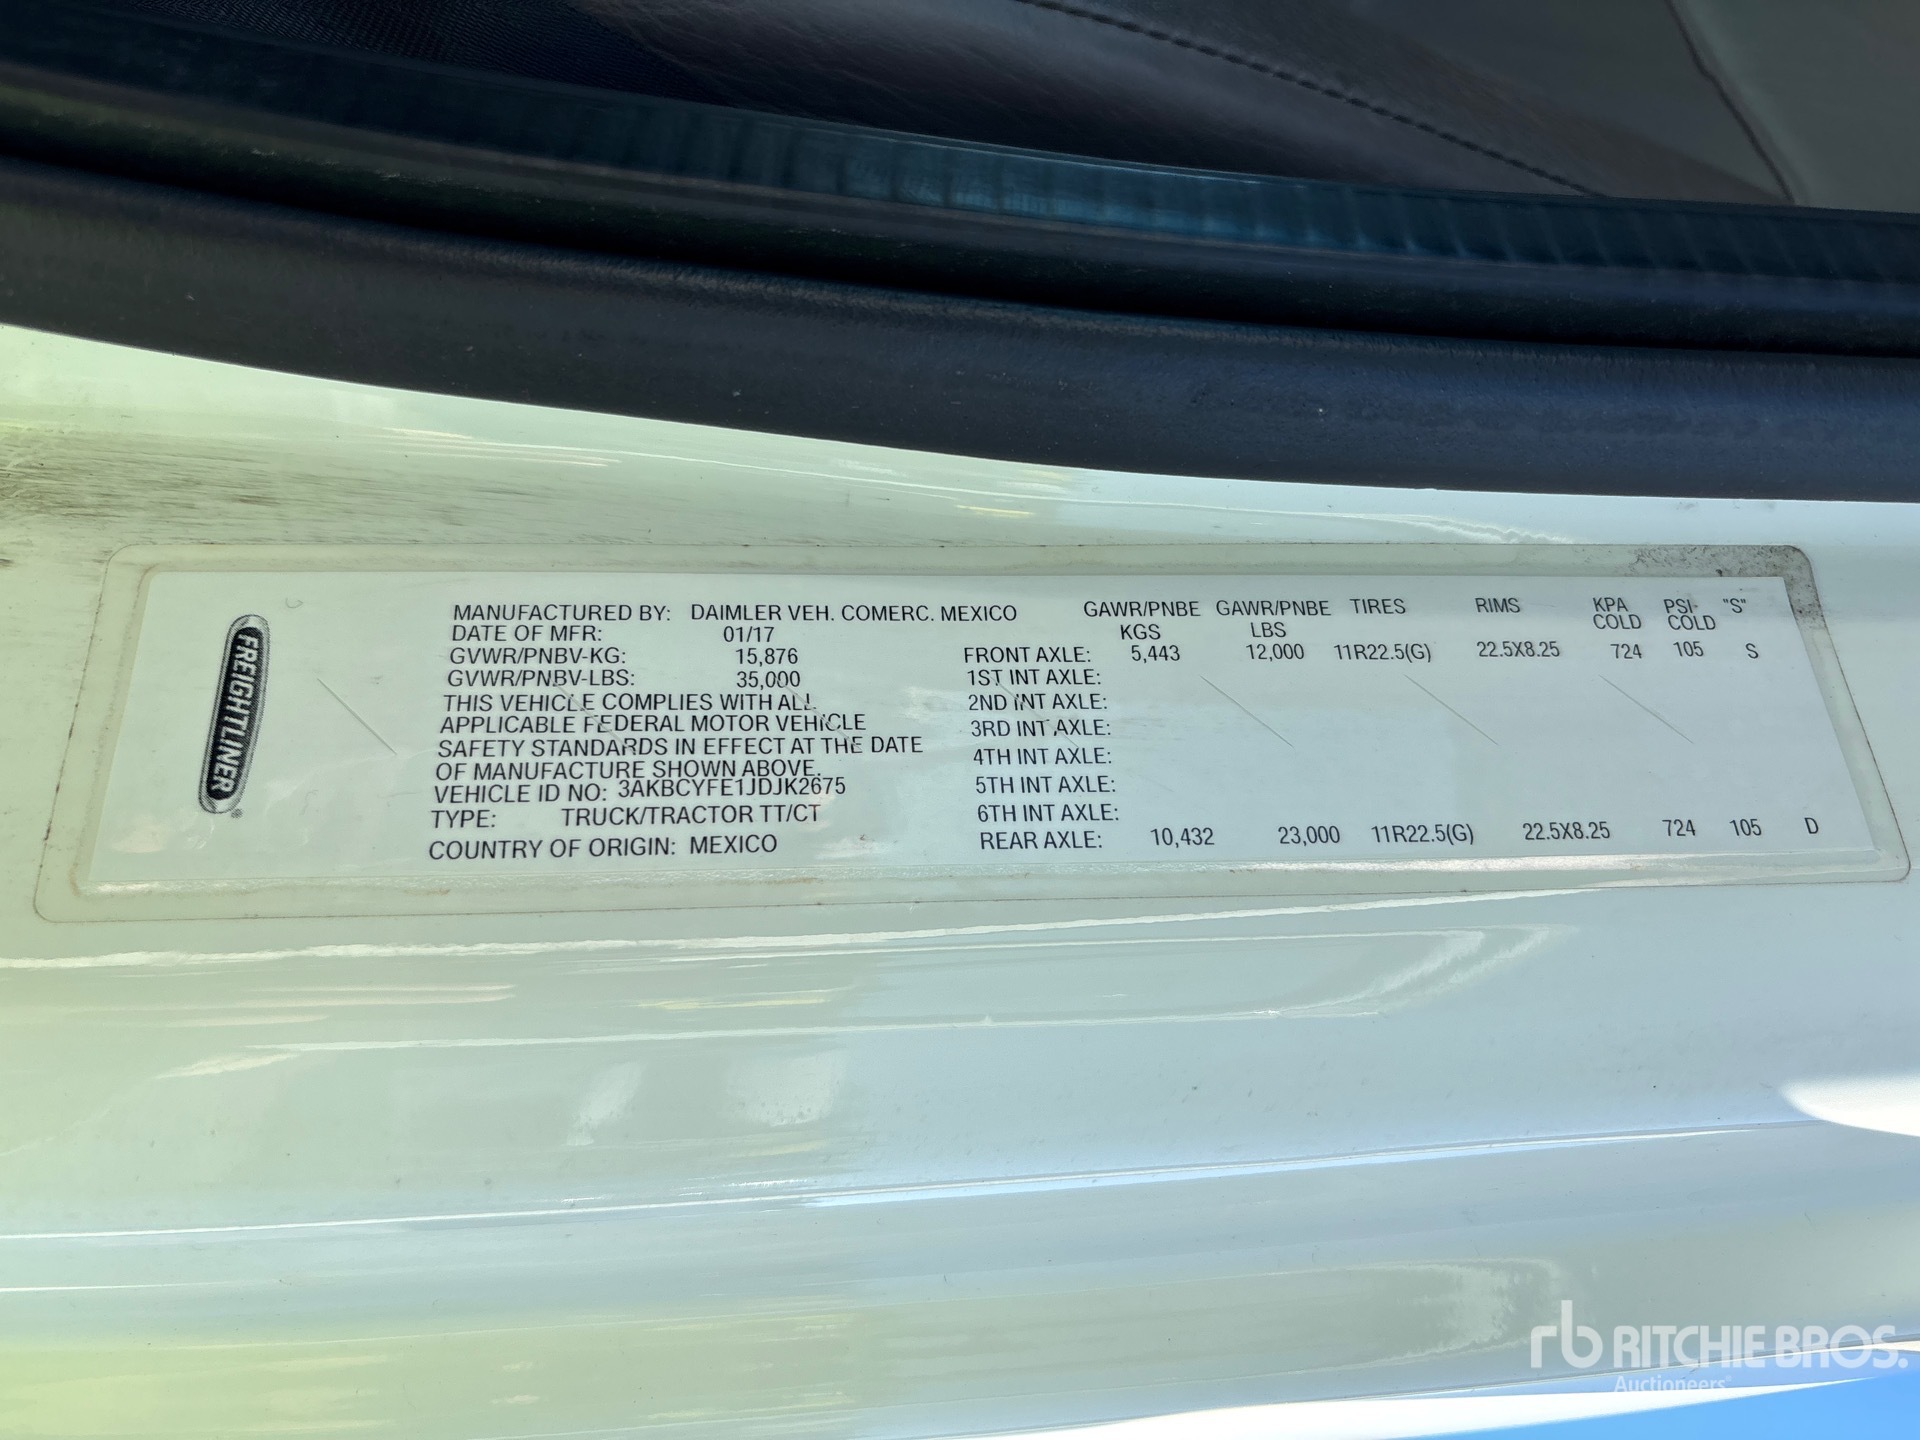 FREIGHTLINER
®
MANUFACTURED BY: DAIMLER VEH. COMERC. MEXICO
DATE OF MFR: 01/17
GVWR/PNBV-KG: 15,876
GVWR/PNBV-LBS: 35,000
THIS VEHICLE COMPLIES WITH ALL
APPLICABLE FEDERAL MOTOR VEHICLE
SAFETY STANDARDS IN EFFECT AT THE DATE
OF MANUFACTURE SHOWN ABOVE.
VEHICLE ID NO: 3AKBCYFE1JDJK2675
TYPE: TRUCK/TRACTOR TT/CT
COUNTRY OF ORIGIN: MEXICO
GAWR/PNBE GAWR/PNBE TIRES RIMS KPA PSI- "S"
KGS LBS COLD COLD
FRONT AXLE: 5,443 12,000 11R22.5(G) 22.5X8.25 724 105 S
1ST INT AXLE:
2ND INT AXLE:
3RD INT AXLE:
4TH INT AXLE:
5TH INT AXLE:
6TH INT AXLE:
REAR AXLE: 10,432 23,000 11R22.5(G) 22.5X8.25 724 105 D
rb RITCHIE BROS.
Auctioneers